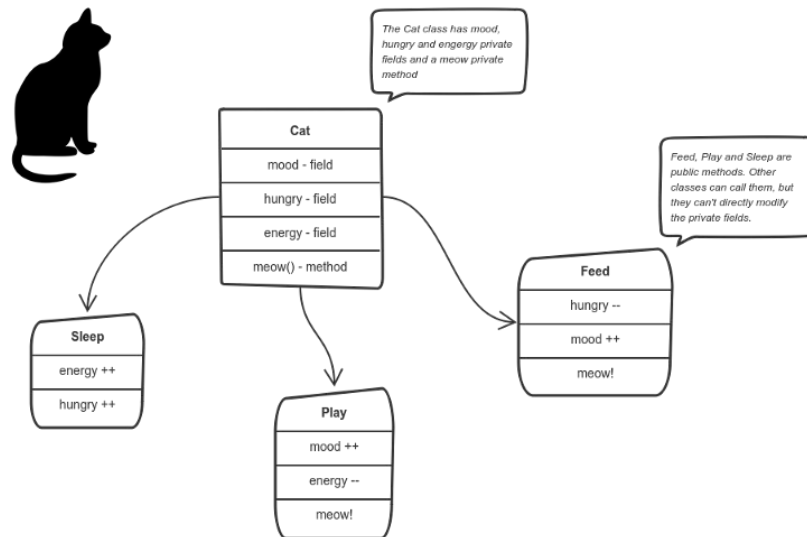 The Cat class has mood,
hungry and engergy private
fields and a meow private
method
Cat
mood - field
hungry - field
energy - field
meow() - method
Feed, Play and Sleep are
public methods. Other
classes can call them, but
they can't directly modify
the private fields.
Feed
hungry --
mood ++
meow!
Sleep
energy ++
hungry ++
Play
mood ++
energy --
meow!